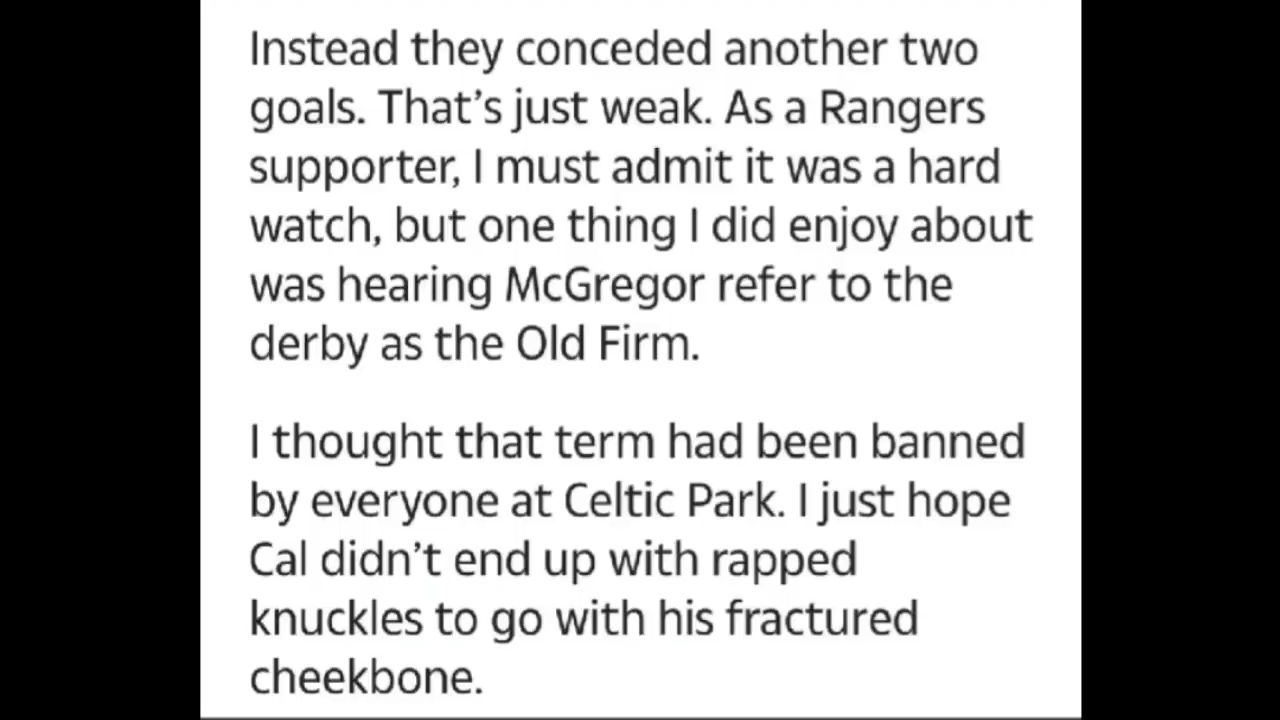 Instead they conceded another two
goals. That's just weak. As a Rangers
supporter, I must admit it was a hard
watch, but one thing I did enjoy about
was hearing McGregor refer to the
derby as the Old Firm.
I thought that term had been banned
by everyone at Celtic Park. I just hope
Cal didn't end up with rapped
knuckles to go with his fractured
cheekbone.